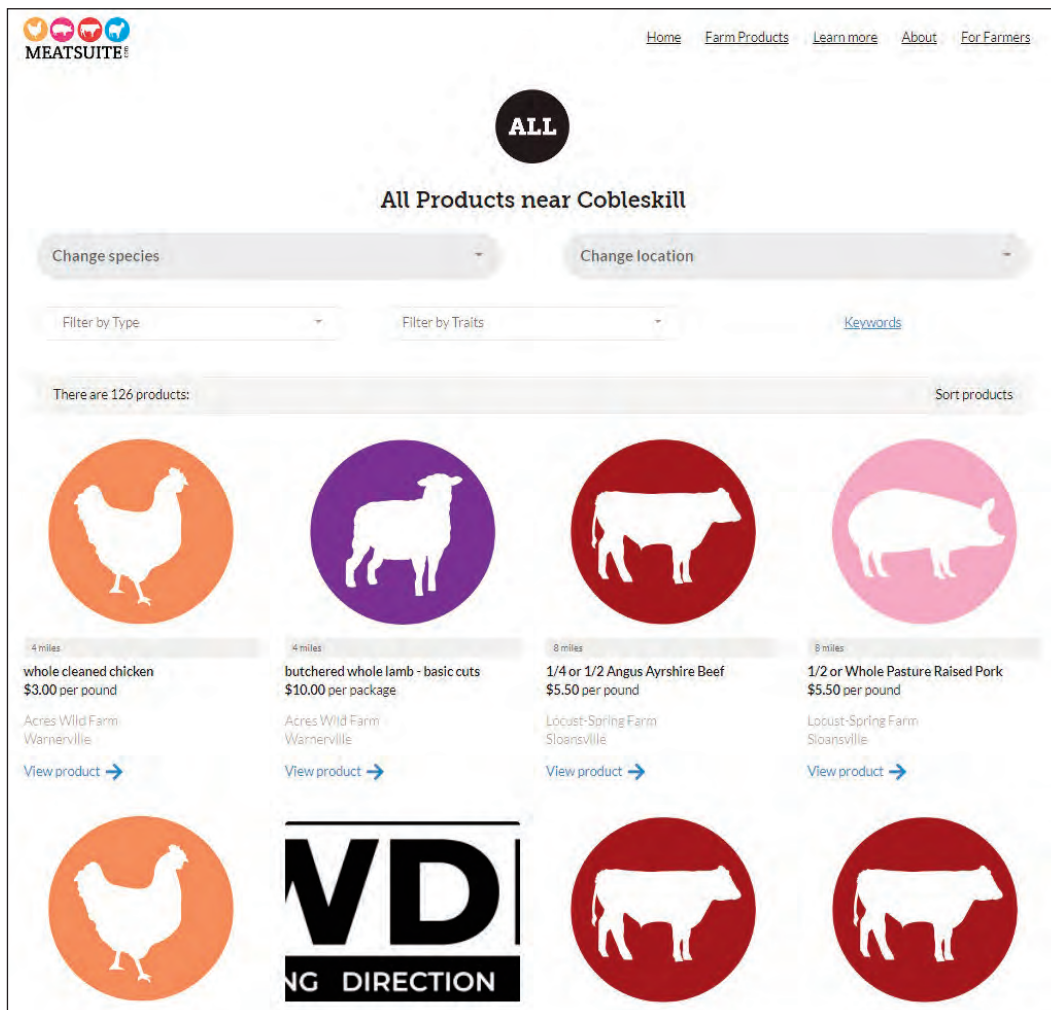 MEATSUITE
Home Farm Products Learn more About For Farmers
ALL
All Products near Cobleskill
Change species Change location
Filter by Type Filter by Traits Keywords
There are 126 products: Sort products
4 miles 4 miles 8 miles 8 miles
whole cleaned chicken butchered whole lamb - basic cuts 1/4 or 1/2 Angus Ayrshire Beef 1/2 or Whole Pasture Raised Pork
$3.00 per pound $10.00 per package $5.50 per pound $5.50 per pound
Acres Wild Farm Acres Wild Farm Locust-Spring Farm Locust-Spring Farm
Warnerville Warnerville Sloansville Sloansville
View product View product View product View product
WD
NG DIRECTION